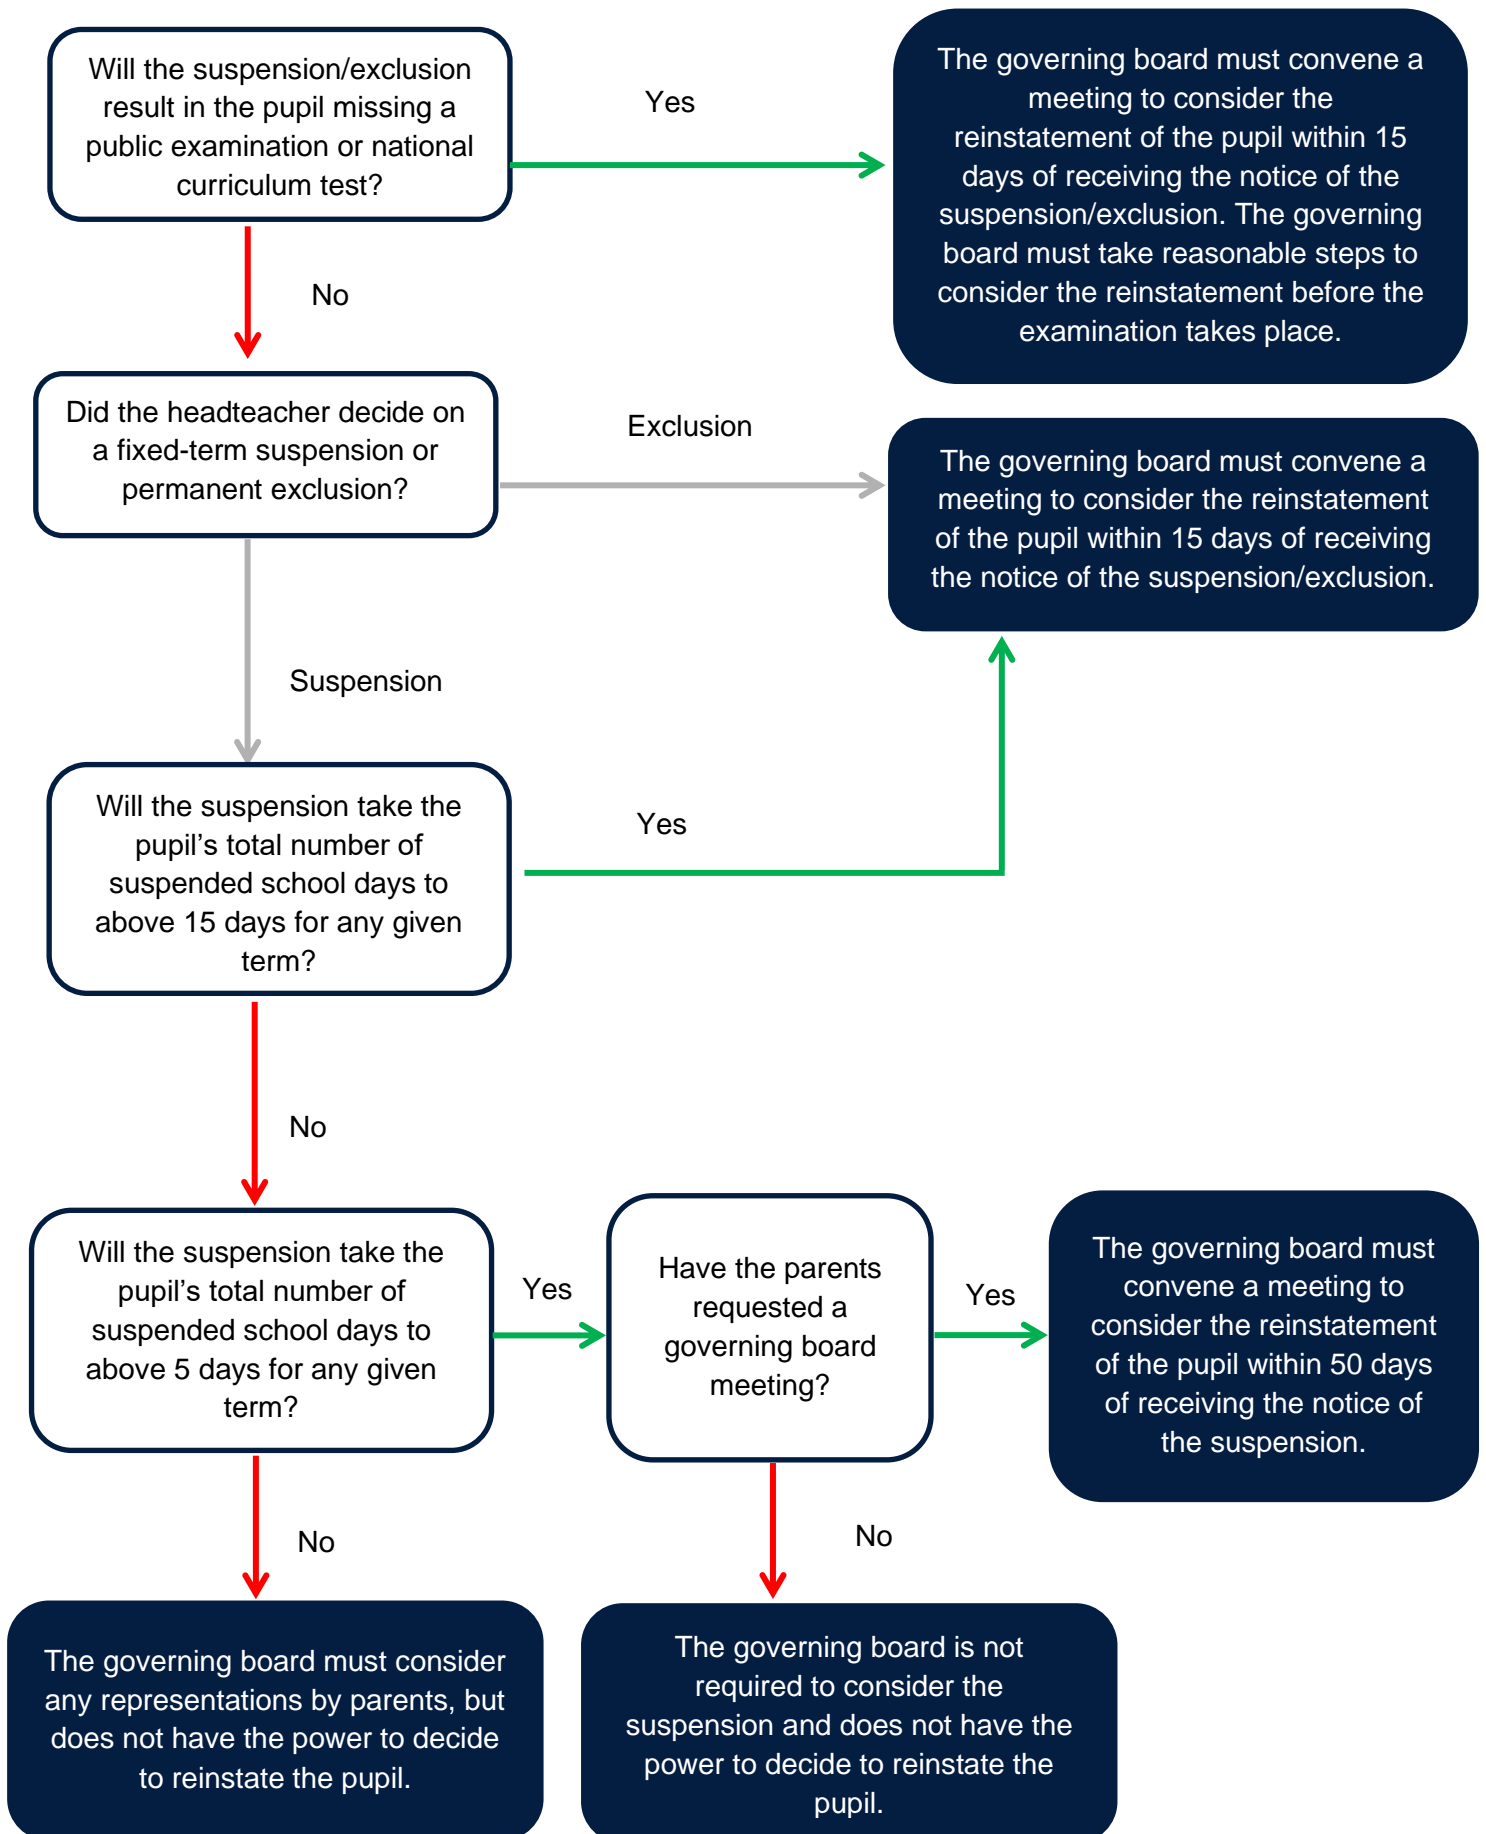 Will the suspension/exclusion
result in the pupil missing a
public examination or national
curriculum test?
Yes
The governing board must convene a
meeting to consider the
reinstatement of the pupil within 15
days of receiving the notice of the
suspension/exclusion. The governing
board must take reasonable steps to
consider the reinstatement before the
examination takes place.
No
Did the headteacher decide on
a fixed-term suspension or
permanent exclusion?
Exclusion
The governing board must convene a
meeting to consider the reinstatement
of the pupil within 15 days of receiving
the notice of the suspension/exclusion.
Suspension
Will the suspension take the
pupil’s total number of
suspended school days to
above 15 days for any given
term?
Yes
No
Will the suspension take the
pupil’s total number of
suspended school days to
above 5 days for any given
term?
Yes
Have the parents
requested a
governing board
meeting?
Yes
The governing board must
convene a meeting to
consider the reinstatement
of the pupil within 50 days
of receiving the notice of
the suspension.
No
No
The governing board must consider
any representations by parents, but
does not have the power to decide
to reinstate the pupil.
The governing board is not
required to consider the
suspension and does not have the
power to decide to reinstate the
pupil.